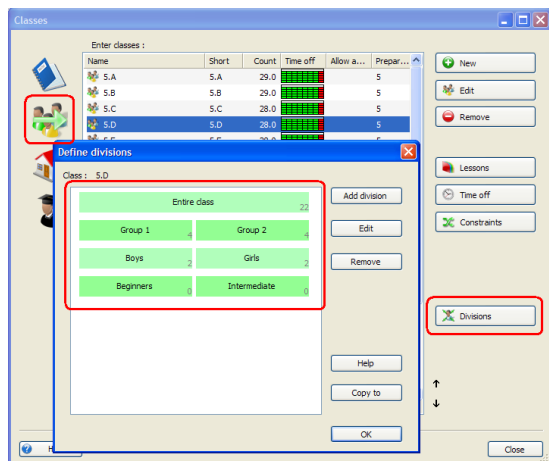 Classes
Enter classes :
Name Short Count Time off Allow a... Prepar...
5.A 5.A 29.0 5
5.B 5.B 29.0 5
5.C 5.C 28.0 5
5.D 5.D 28.0 5
New
Edit
Remove
Lessons
Time off
Constraints
Divisions
Define divisions
Class : 5.D
Entire class 22
Group 1 4 Group 2 4
Boys 2 Girls 2
Beginners 0 Intermediate 0
Add division
Edit
Remove
Help
Copy to
OK
Close